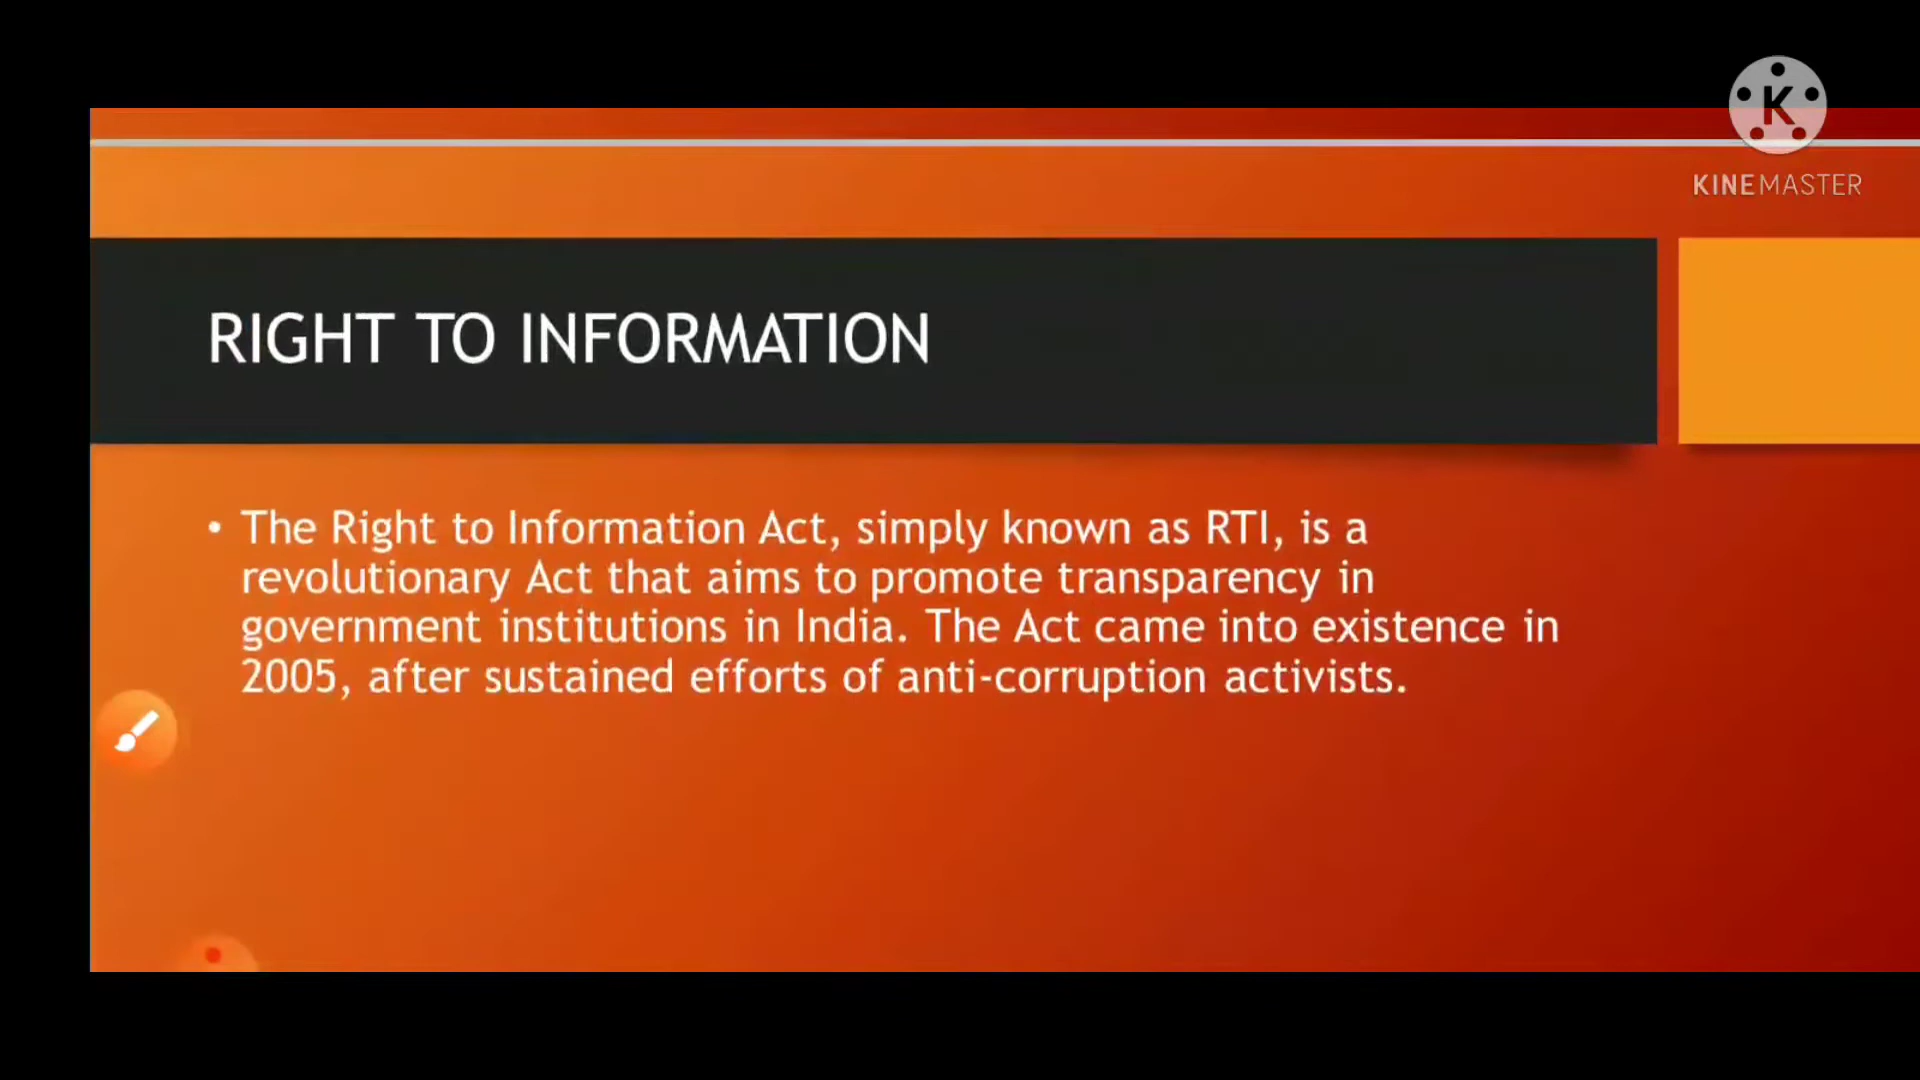 K
KINEMASTER
RIGHT TO INFORMATION
• The Right to Information Act, simply known as RTI, is a
revolutionary Act that aims to promote transparency in
government institutions in India. The Act came into existence in
2005, after sustained efforts of anti-corruption activists.